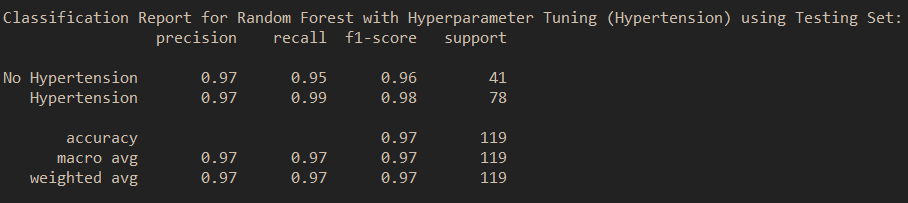 Classification Report for Random Forest with Hyperparameter Tuning (Hypertension) using Testing Set:
precision recall f1-score support
No Hypertension 0.97 0.95 0.96 41
Hypertension 0.97 0.99 0.98 78
accuracy 0.97 119
macro avg 0.97 0.97 0.97 119
weighted avg 0.97 0.97 0.97 119